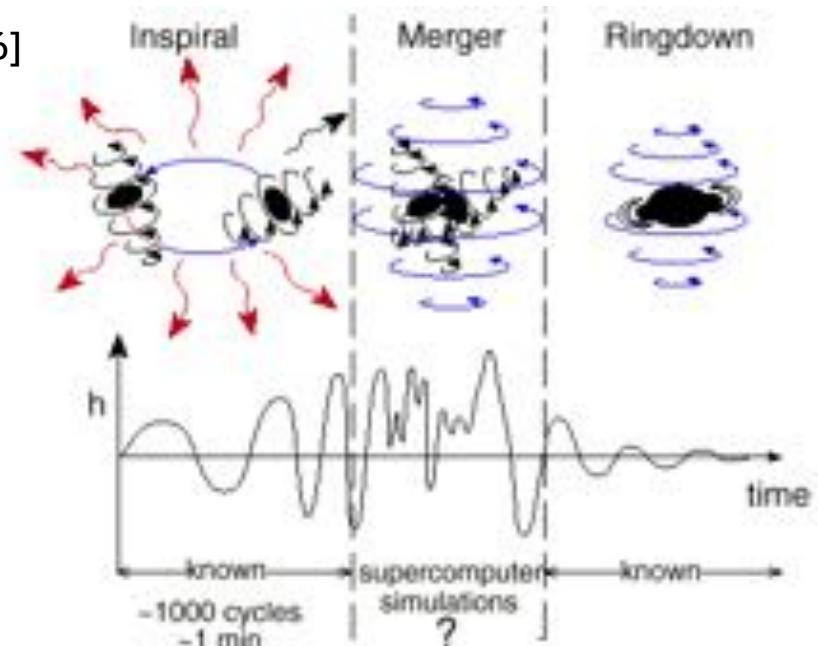 6]
Inspiral
Merger
Ringdown
h
time
known
supercomputer
simulations
?
known
~1000 cycles
~1 min